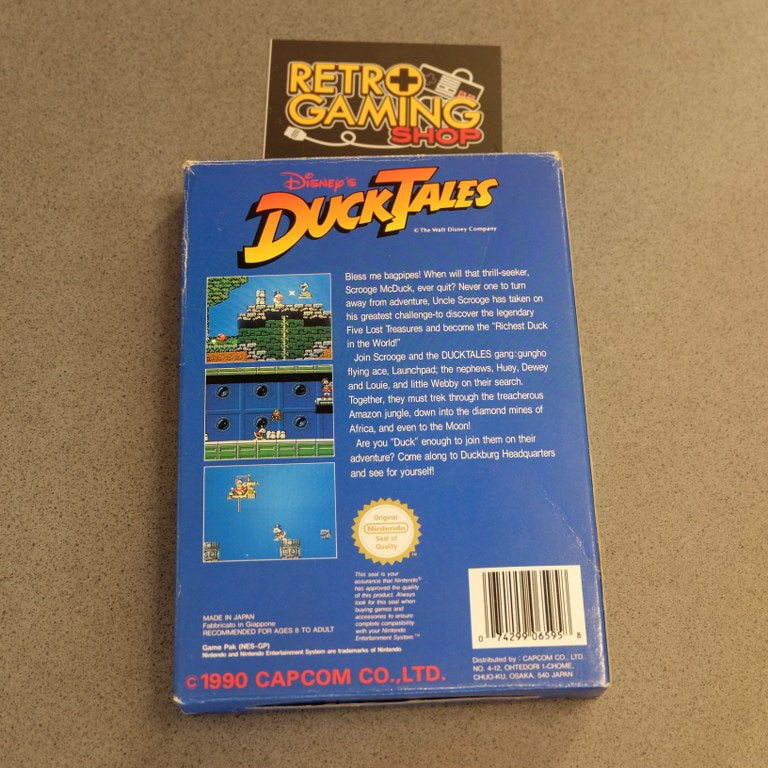 RETRO
GAMING
SHOP
DISNEY'S
DUCKTALES
© The Walt Disney Company
Bless me bagpipes! When will that thrill-seeker,
Scrooge McDuck, ever quit? Never one to turn
away from adventure, Uncle Scrooge has taken on
his greatest challenge-to discover the legendary
Five Lost Treasures and become the "Richest Duck
in the World!"
Join Scrooge and the DUCKTALES gang:gungho
flying ace, Launchpad; the nephews, Huey, Dewey
and Louie, and little Webby on their search.
Together, they must trek through the treacherous
Amazon jungle, down into the diamond mines of
Africa, and even to the Moon!
Are you "Duck" enough to join them on their
adventure? Come along to Duckburg Headquarters
and see for yourself!
Original
Nintendo
Seal of
Quality
TM
This seal is your
assurance that Nintendo®
has approved the quality
of this product. Always
look for this seal when
buying games and
accessories to ensure
complete compatibility
with your Nintendo
Entertainment System.™
MADE IN JAPAN
Fabbricato in Giappone
RECOMMENDED FOR AGES 8 TO ADULT
Game Pak (NES-GP)
Nintendo and Nintendo Entertainment System are trademarks of Nintendo
© 1990 CAPCOM CO.,LTD.
0 74299 06595 8
Distributed by : CAPCOM CO., LTD.
NO. 4-12, OHTEDORI 1-CHOME,
CHUO-KU, OSAKA, 540 JAPAN